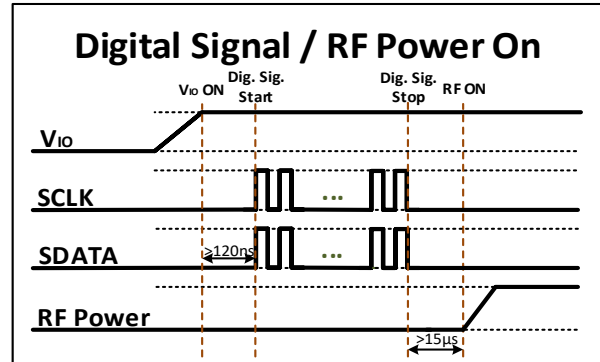 Digital Signal / RF Power On
VIO ON
Dig. Sig.
Start
Dig. Sig.
Stop
RF ON
VIO
SCLK
...
SDATA
>120ns
...
RF Power
>15µs